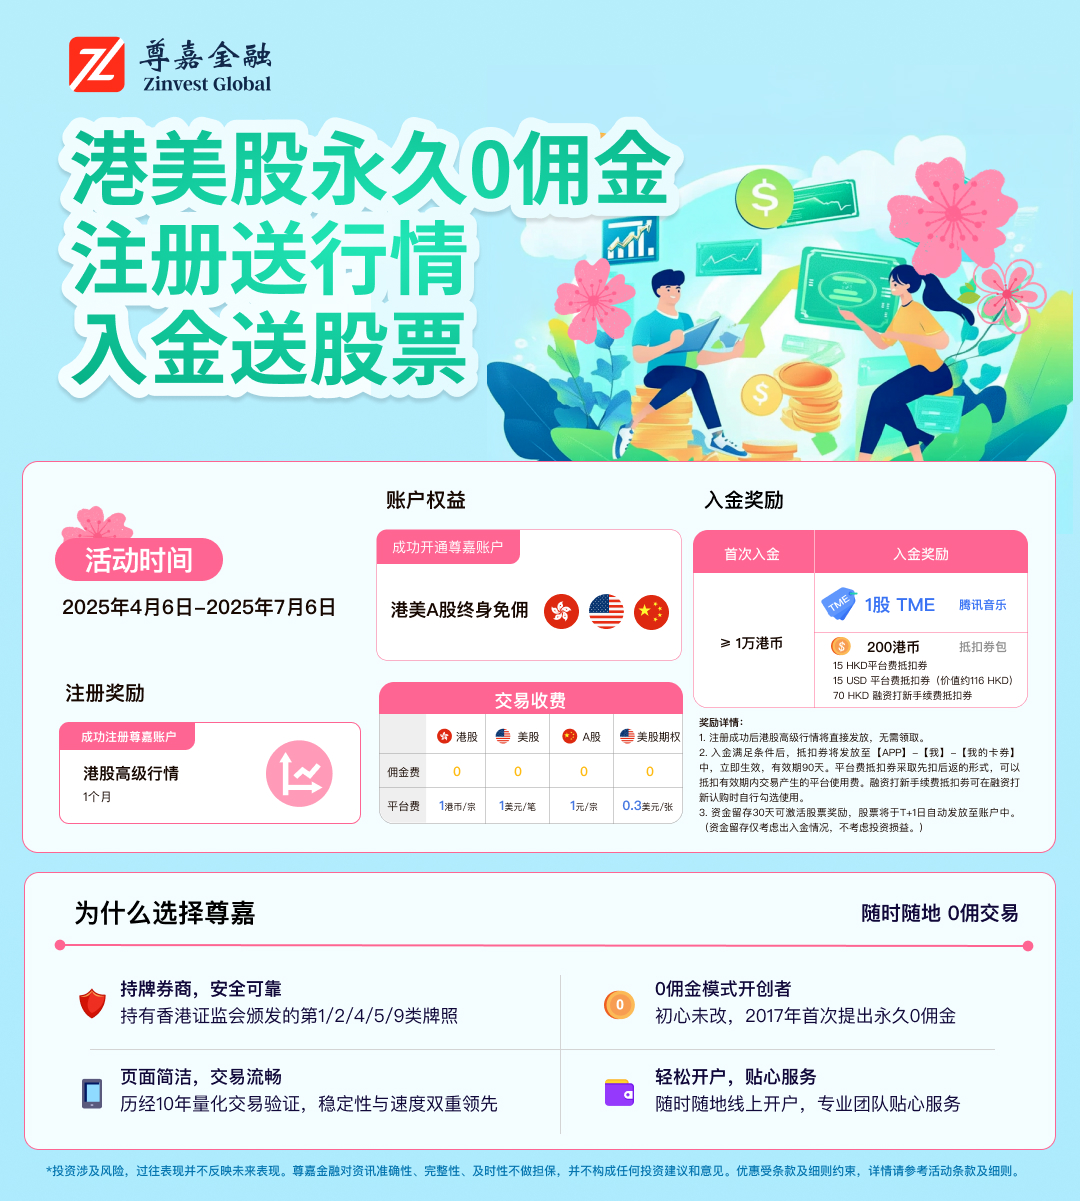 尊嘉金融
Zinvest Global
港美股永久0佣金
注册送行情
入金送股票
活动时间
2025年4月6日-2025年7月6日
注册奖励
成功注册尊嘉账户
港股高级行情
1个月
账户权益
成功开通尊嘉账户
港美A股终身免佣
交易收费
港股 美股 A股 美股期权
佣金费 0 0 0 0
平台费 1港币/宗 1美元/笔 1元/宗 0.3美元/张
入金奖励
首次入金 入金奖励
≥ 1万港币
TME 1股 TME 腾讯音乐
200港币 抵扣券包
15 HKD平台费抵扣券
15 USD 平台费抵扣券（价值约116 HKD）
70 HKD 融资打新手续费抵扣券
奖励详情：
1. 注册成功后港股高级行情将直接发放，无需领取。
2. 入金满足条件后，抵扣券将发放至【APP】-【我】-【我的卡券】
中，立即生效，有效期90天。平台费抵扣券采取先扣后返的形式，可以
抵扣有效期内交易产生的平台使用费。融资打新手续费抵扣券可在融资打
新认购时自行勾选使用。
3. 资金留存30天可激活股票奖励，股票将于T+1日自动发放至账户中。
（资金留存仅考虑出入金情况，不考虑投资损益。）
为什么选择尊嘉
随时随地 0佣交易
持牌券商，安全可靠
持有香港证监会颁发的第1/2/4/5/9类牌照
0
0佣金模式开创者
初心未改，2017年首次提出永久0佣金
页面简洁，交易流畅
历经10年量化交易验证，稳定性与速度双重领先
轻松开户，贴心服务
随时随地线上开户，专业团队贴心服务
*投资涉及风险，过往表现并不反映未来表现。尊嘉金融对资讯准确性、完整性、及时性不做担保，并不构成任何投资建议和意见。优惠受条款及细则约束，详情请参考活动条款及细则。